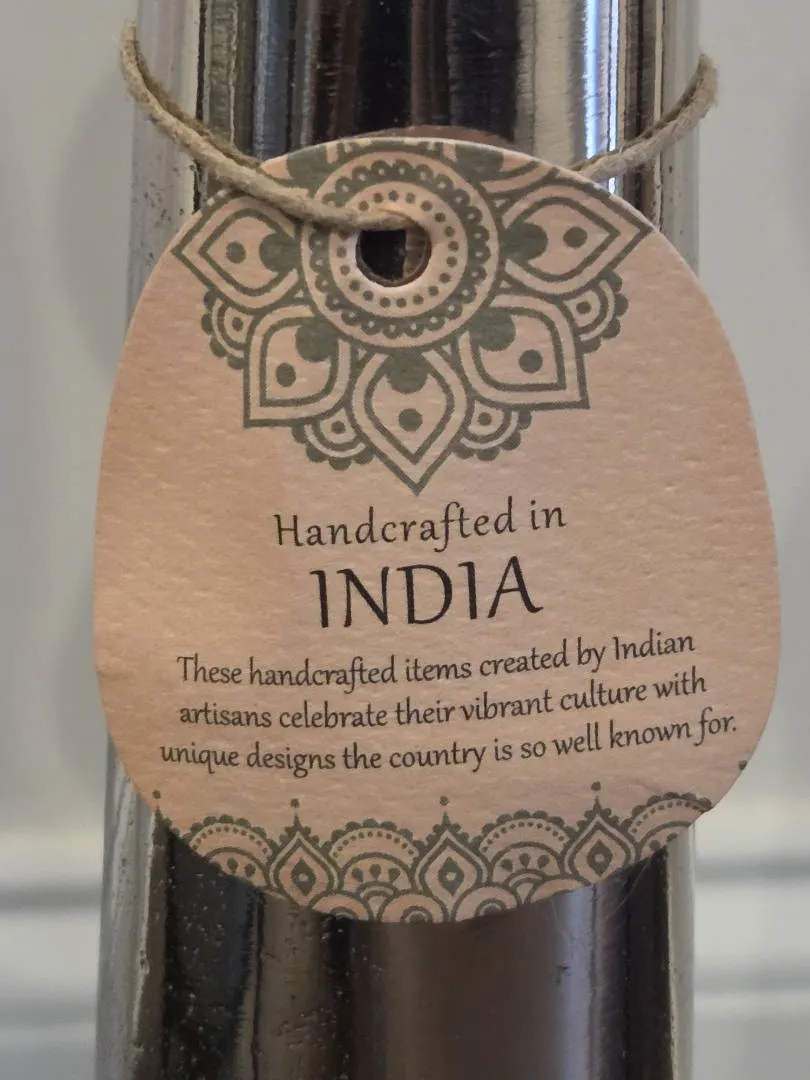 Handcrafted in
INDIA
These handcrafted items created by Indian
artisans celebrate their vibrant culture with
unique designs the country is so well known for.